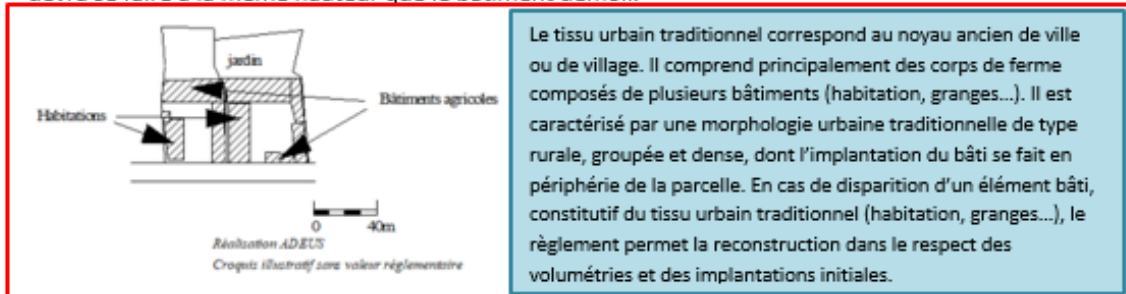 jardin
Habitations
Bâtiments agricoles
0 40m
Réalisation ADEUS
Croquis illustratif sans valeur réglementaire
Le tissu urbain traditionnel correspond au noyau ancien de ville
ou de village. Il comprend principalement des corps de ferme
composés de plusieurs bâtiments (habitation, granges...). Il est
caractérisé par une morphologie urbaine traditionnelle de type
rurale, groupée et dense, dont l'implantation du bâti se fait en
périphérie de la parcelle. En cas de disparition d'un élément bâti,
constitutif du tissu urbain traditionnel (habitation, granges...), le
règlement permet la reconstruction dans le respect des
volumétries et des implantations initiales.